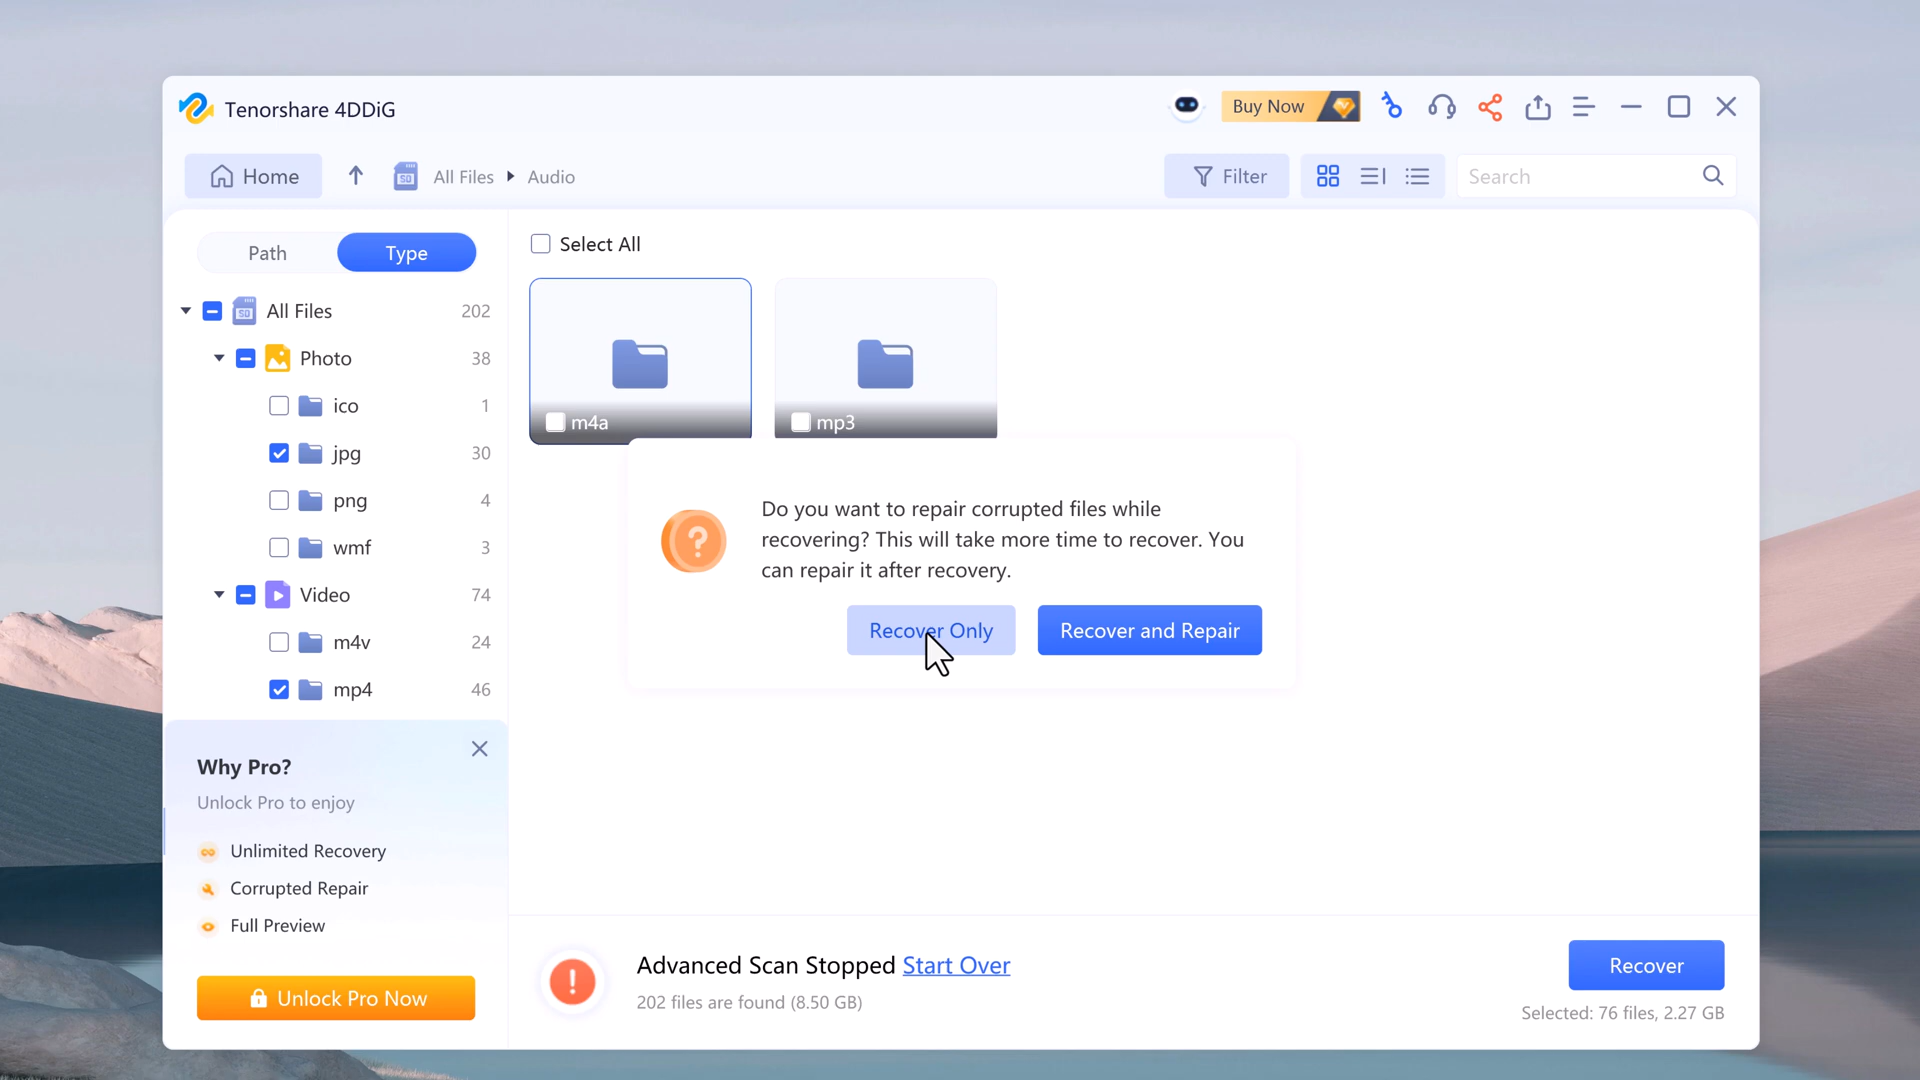 Tenorshare 4DDiG
Buy Now
Home
All Files
Audio
Filter
Search
Path
Type
SD
All Files 202
Photo 38
ico 1
jpg 30
png 4
wmf 3
Video 74
m4v 24
mp4 46
Why Pro?
Unlock Pro to enjoy
Unlimited Recovery
Corrupted Repair
Full Preview
Unlock Pro Now
Select All
m4a
mp3
Do you want to repair corrupted files while
recovering? This will take more time to recover. You
can repair it after recovery.
Recover Only
Recover and Repair
Advanced Scan Stopped Start Over
202 files are found (8.50 GB)
Recover
Selected: 76 files, 2.27 GB